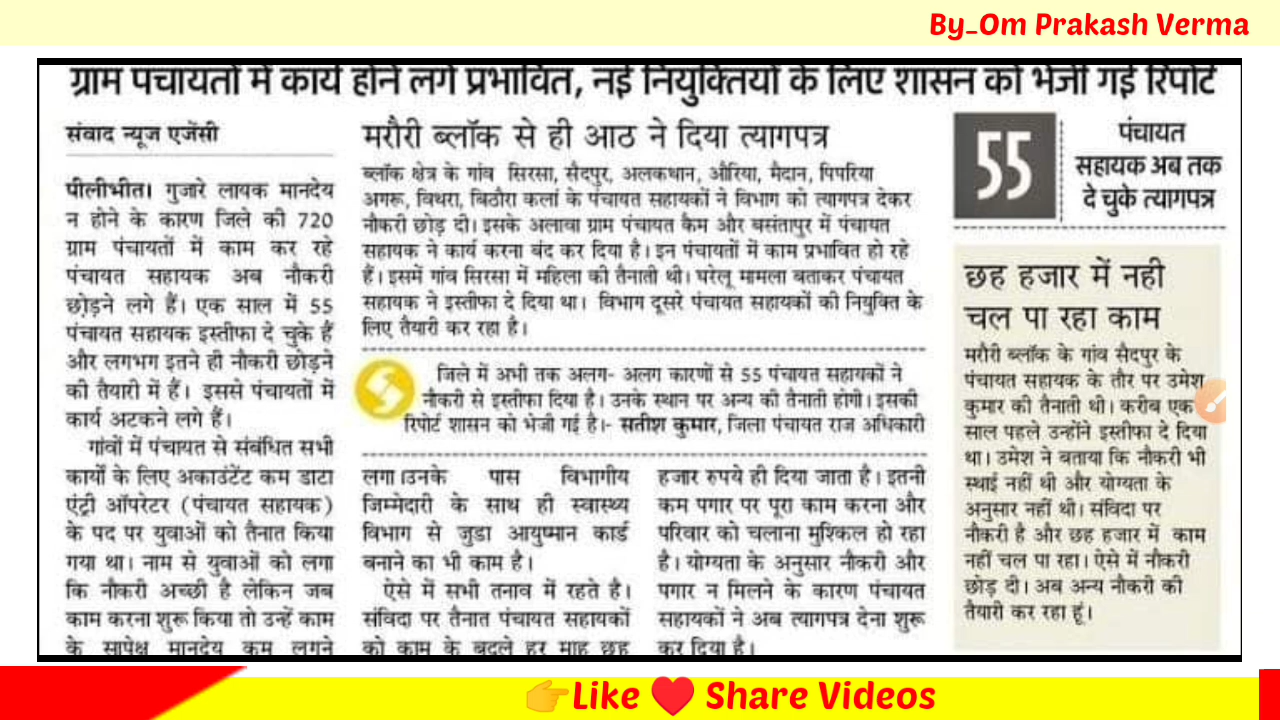 By_Om Prakash Verma
ग्राम पंचायतों में कार्य होने लगे प्रभावित, नई नियुक्तियों के लिए शासन को भेजी गई रिपोर्ट
संवाद न्यूज एजेंसी
पीलीभीत। गुजारे लायक मानदेय
न होने के कारण जिले की 720
ग्राम पंचायतों में काम कर रहे
पंचायत सहायक अब नौकरी
छोड़ने लगे हैं। एक साल में 55
पंचायत सहायक इस्तीफा दे चुके हैं
और लगभग इतने ही नौकरी छोड़ने
की तैयारी में हैं। इससे पंचायतों में
कार्य अटकने लगे हैं।
गांवों में पंचायत से संबंधित सभी
कार्यों के लिए अकाउंटेंट कम डाटा
एंट्री ऑपरेटर (पंचायत सहायक)
के पद पर युवाओं को तैनात किया
गया था। नाम से युवाओं को लगा
कि नौकरी अच्छी है लेकिन जब
काम करना शुरू किया तो उन्हें काम
के सापेक्ष मानदेय कम लगने
मरौरी ब्लॉक से ही आठ ने दिया त्यागपत्र
ब्लॉक क्षेत्र के गांव सिरसा, सैदपुर, अलकथान, औरिया, मैदान, पिपरिया
अगरू, विथरा, बिठौरा कलां के पंचायत सहायकों ने विभाग को त्यागपत्र देकर
नौकरी छोड़ दी। इसके अलावा ग्राम पंचायत कैम और बसंतापुर में पंचायत
सहायक ने कार्य करना बंद कर दिया है। इन पंचायतों में काम प्रभावित हो रहे
हैं। इसमें गांव सिरसा में महिला की तैनाती थी। घरेलू मामला बताकर पंचायत
सहायक ने इस्तीफा दे दिया था। विभाग दूसरे पंचायत सहायकों की नियुक्ति के
लिए तैयारी कर रहा है।
जिले में अभी तक अलग- अलग कारणों से 55 पंचायत सहायकों ने
नौकरी से इस्तीफा दिया है। उनके स्थान पर अन्य की तैनाती होगी। इसकी
रिपोर्ट शासन को भेजी गई है।- सतीश कुमार, जिला पंचायत राज अधिकारी
लगा।उनके पास विभागीय
जिम्मेदारी के साथ ही स्वास्थ्य
विभाग से जुडा आयुष्मान कार्ड
बनाने का भी काम है।
ऐसे में सभी तनाव में रहते है।
संविदा पर तैनात पंचायत सहायकों
को काम के बदले हर माह छह
हजार रुपये ही दिया जाता है। इतनी
कम पगार पर पूरा काम करना और
परिवार को चलाना मुश्किल हो रहा
है। योग्यता के अनुसार नौकरी और
पगार न मिलने के कारण पंचायत
सहायकों ने अब त्यागपत्र देना शुरू
कर दिया है।
55
पंचायत
सहायक अब तक
दे चुके त्यागपत्र
छह हजार में नही
चल पा रहा काम
मरौरी ब्लॉक के गांव सैदपुर के
पंचायत सहायक के तौर पर उमेश
कुमार की तैनाती थी। करीब एक
साल पहले उन्होंने इस्तीफा दे दिया
था। उमेश ने बताया कि नौकरी भी
स्थाई नहीं थी और योग्यता के
अनुसार नहीं थी। संविदा पर
नौकरी है और छह हजार में काम
नहीं चल पा रहा। ऐसे में नौकरी
छोड़ दी। अब अन्य नौकरी की
तैयारी कर रहा हूं।
👉Like ❤️ Share Videos